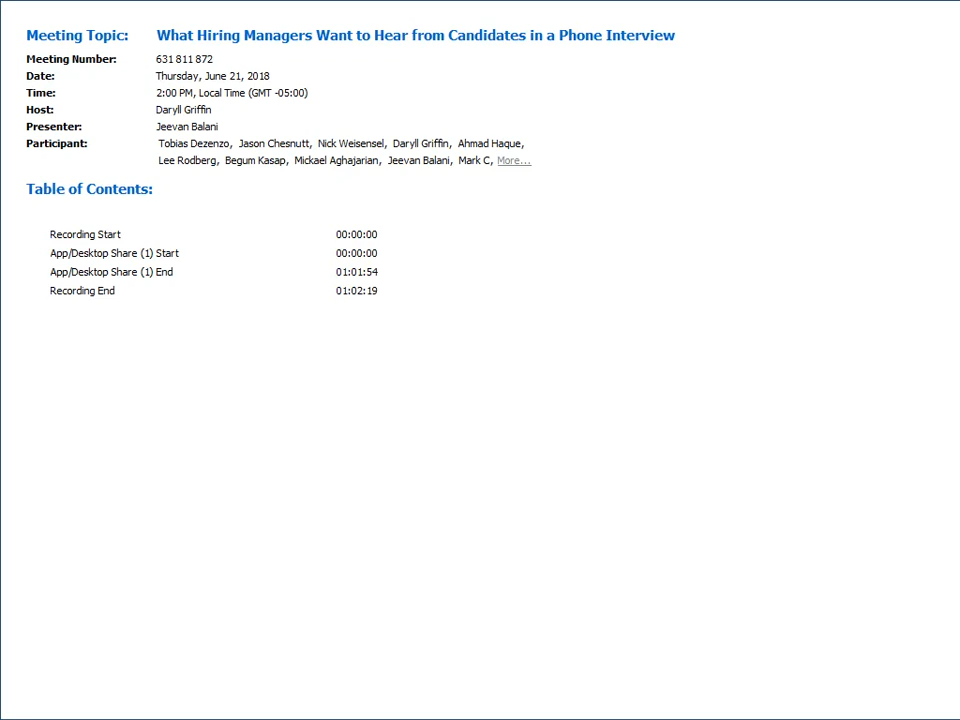 Meeting Topic: What Hiring Managers Want to Hear from Candidates in a Phone Interview
Meeting Number: 631 811 872
Date: Thursday, June 21, 2018
Time: 2:00 PM, Local Time (GMT -05:00)
Host: Daryll Griffin
Presenter: Jeevan Balani
Participant: Tobias Dezenzo, Jason Chesnutt, Nick Weisensel, Daryll Griffin, Ahmad Haque,
Lee Rodberg, Begum Kasap, Mickael Aghajarian, Jeevan Balani, Mark C, More...
Table of Contents:
Recording Start 00:00:00
App/Desktop Share (1) Start 00:00:00
App/Desktop Share (1) End 01:01:54
Recording End 01:02:19